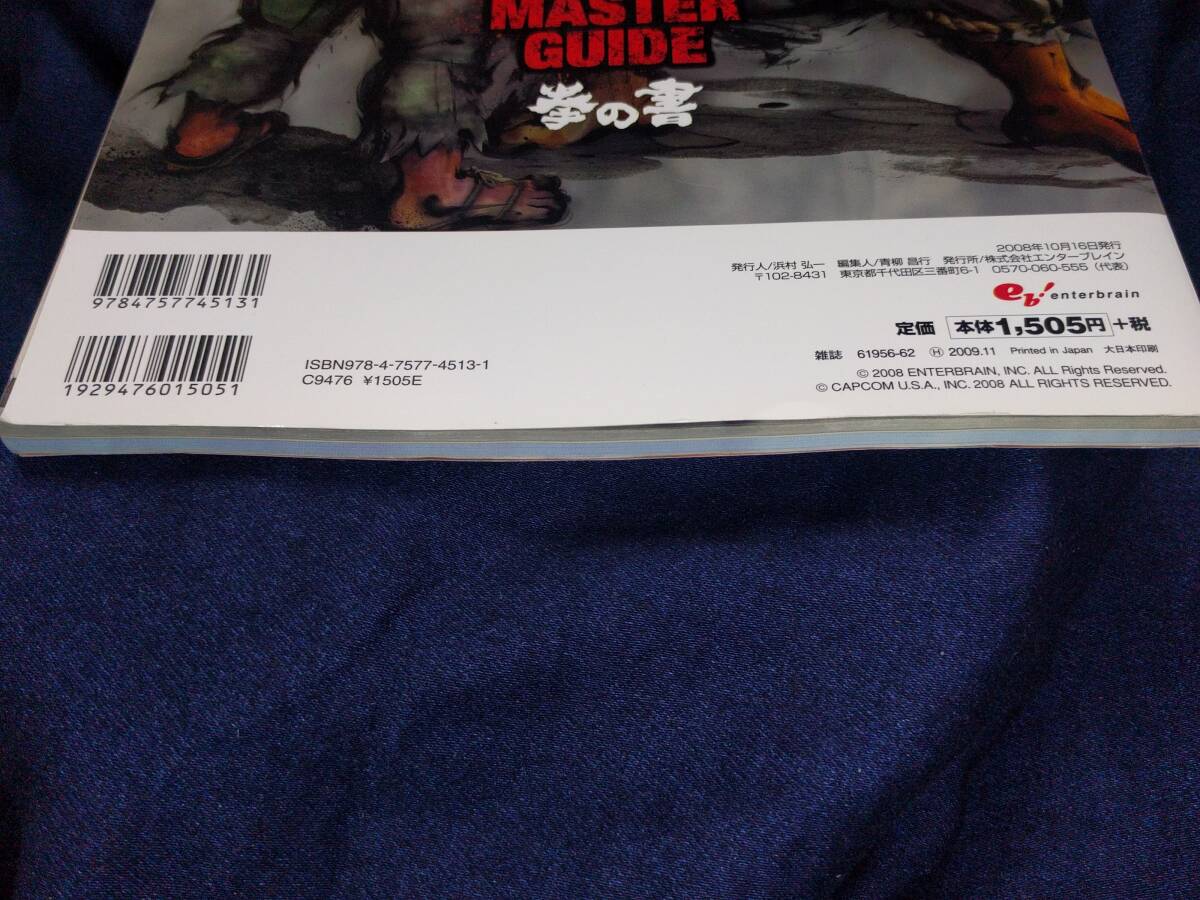 MASTER
GUIDE
拳の書
2008年10月16日発行
発行人/浜村 弘一 編集人/青柳 昌行 発行所/株式会社エンターブレイン
〒102-8431 東京都千代田区三番町6-1 0570-060-555（代表）
eb! enterbrain
定価 本体1,505円+税
雑誌 61956-62 Ⓗ 2009.11 Printed in Japan 大日本印刷
© 2008 ENTERBRAIN, INC. ALL Rights Reserved.
© CAPCOM U.S.A., INC. 2008 ALL RIGHTS RESERVED.
9784757745131
1929476015051
ISBN978-4-7577-4513-1
C9476 ¥1505E